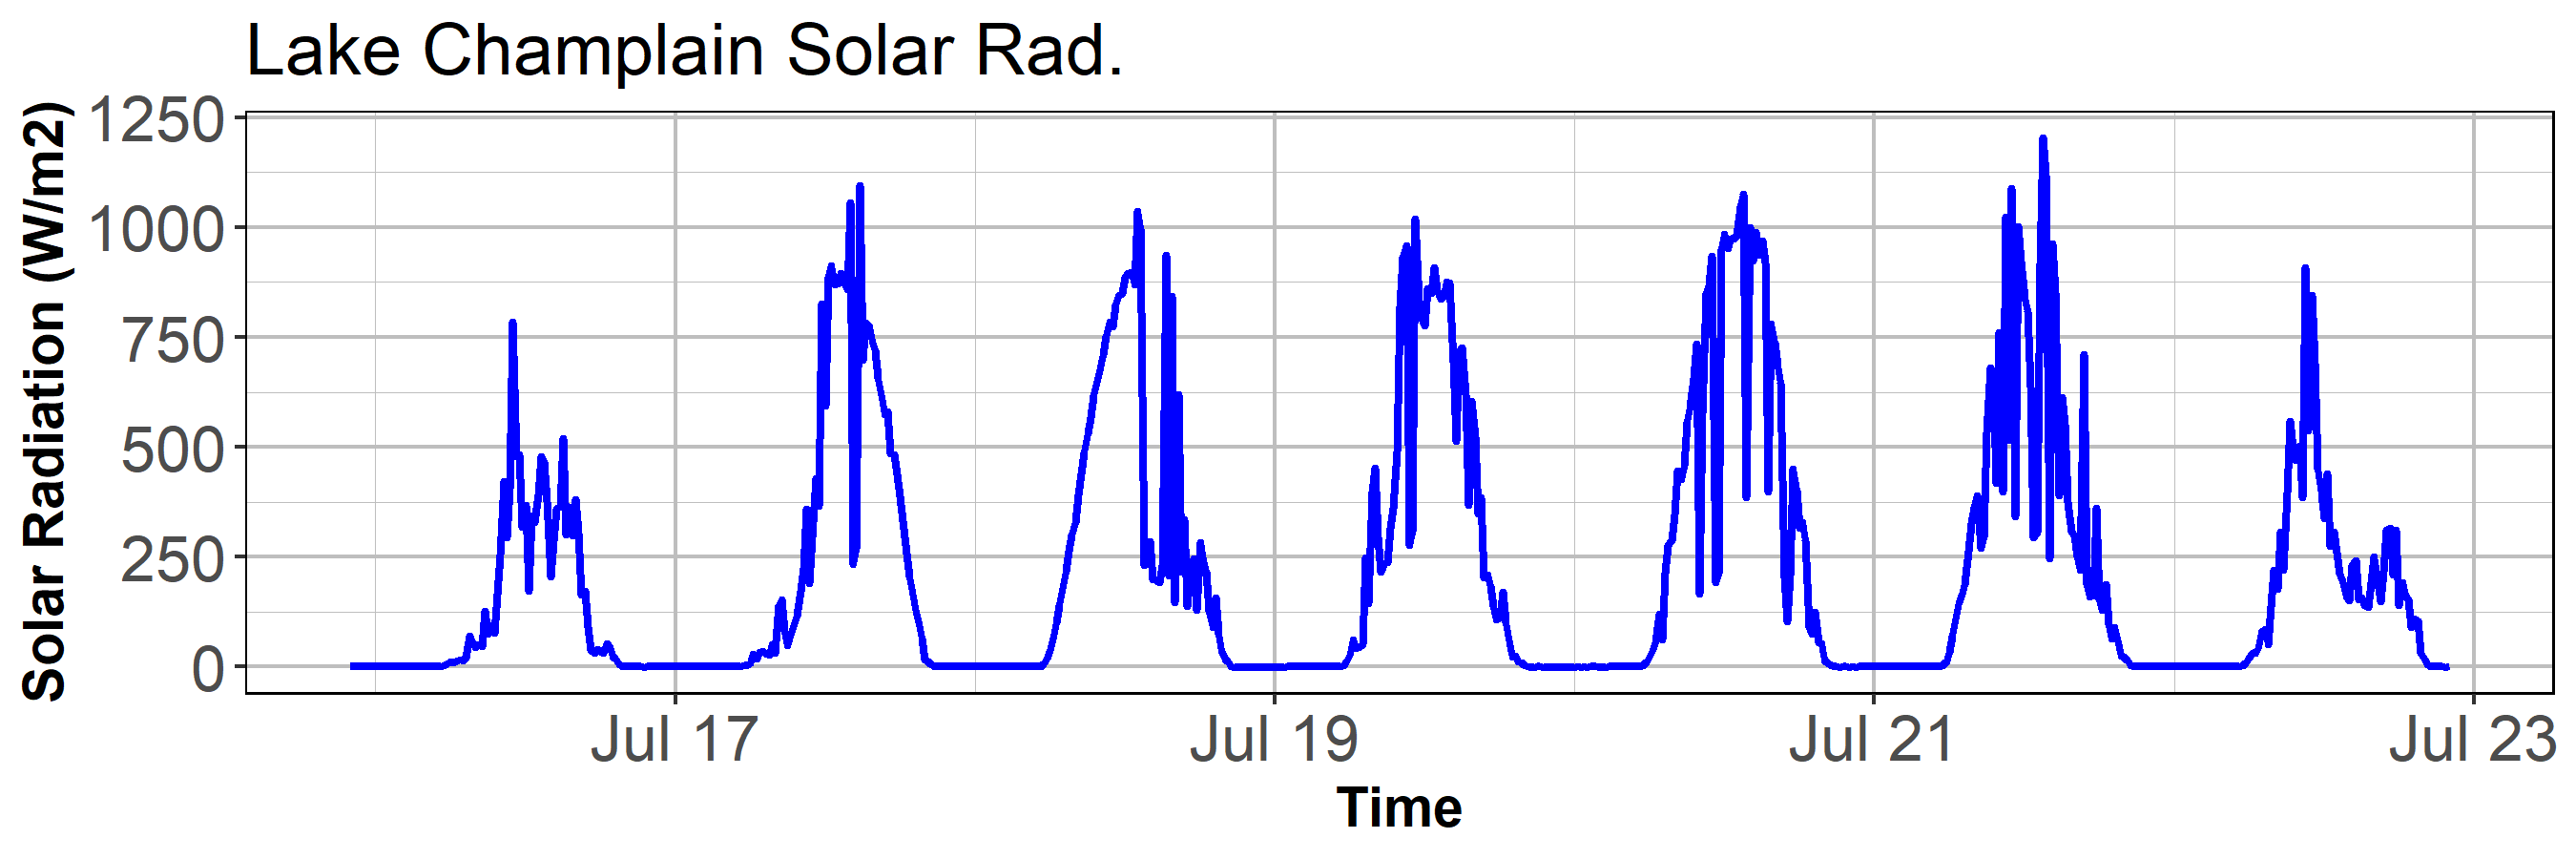 Lake Champlain Solar Rad.
Solar Radiation (W/m2)
1250
1000
750
500
250
0
Jul 17 Jul 19 Jul 21 Jul 23
Time